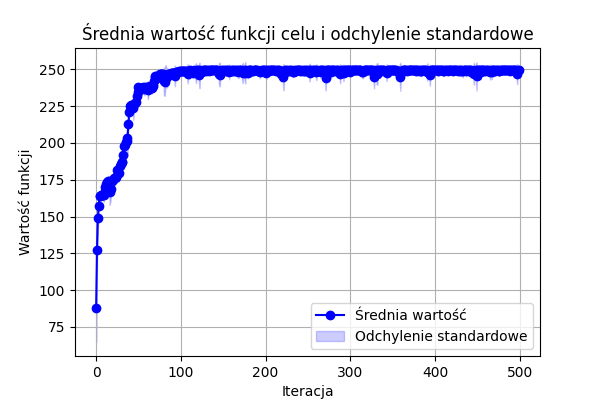 Średnia wartość funkcji celu i odchylenie standardowe
250
225
200
175
150
125
100
75
Wartość funkcji
0
100
200
300
400
500
Iteracja
Średnia wartość
Odchylenie standardowe